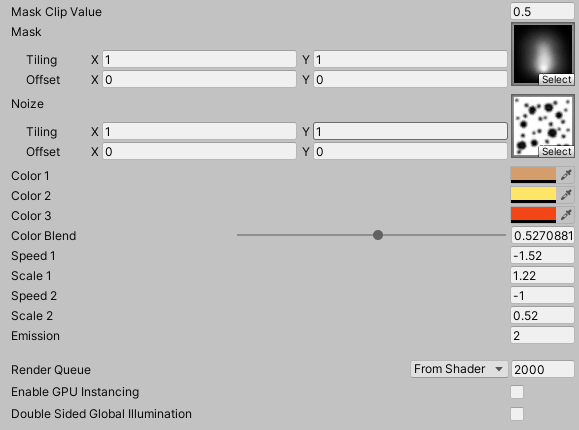 Mask Clip Value 0.5
Mask
Tiling X 1 Y 1
Offset X 0 Y 0
Select
Noize
Tiling X 1 Y 1
Offset X 0 Y 0
Select
Color 1
Color 2
Color 3
Color Blend 0.5270881
Speed 1 -1.52
Scale 1 1.22
Speed 2 -1
Scale 2 0.52
Emission 2
Render Queue From Shader 2000
Enable GPU Instancing
Double Sided Global Illumination